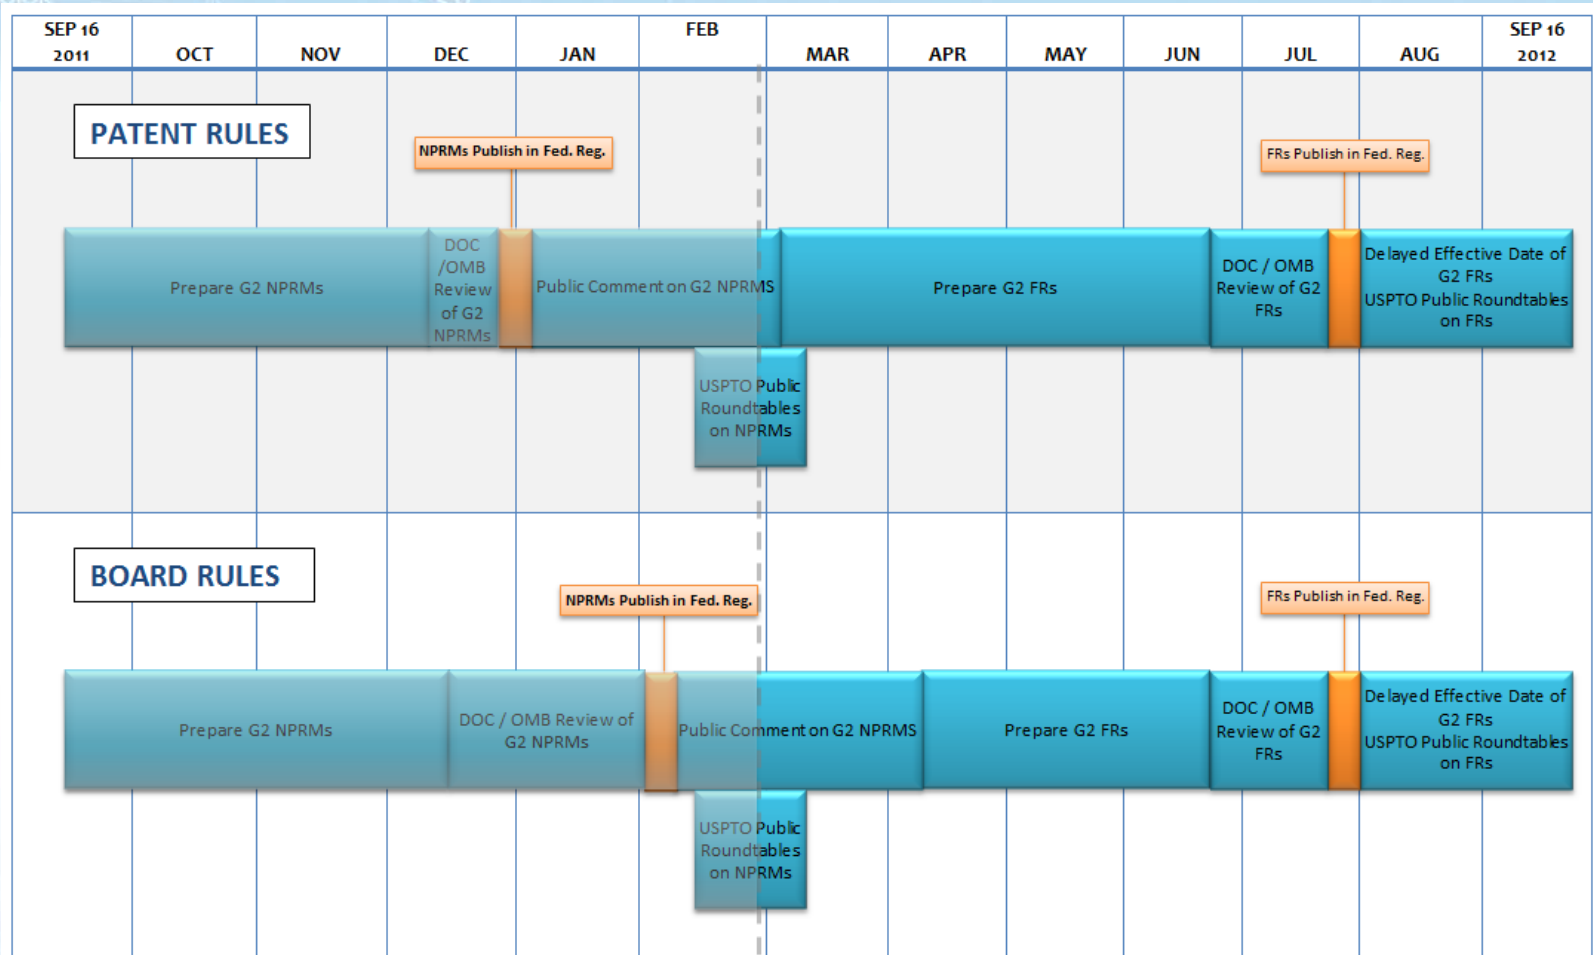 SEP 16
2011
OCT
NOV
DEC
JAN
FEB
MAR
APR
MAY
JUN
JUL
AUG
SEP 16
2012
PATENT RULES
NPRMs Publish in Fed. Reg.
FRs Publish in Fed. Reg.
Prepare G2 NPRMs
DOC
/OMB
Review
of G2
NPRMs
Public Comment on G2 NPRMS
Prepare G2 FRs
DOC / OMB
Review of G2
FRs
Delayed Effective Date of
G2 FRs
USPTO Public Roundtables
on FRs
USPTO Public
Roundtables
on NPRMs
BOARD RULES
NPRMs Publish in Fed. Reg.
FRs Publish in Fed. Reg.
Prepare G2 NPRMs
DOC / OMB Review of
G2 NPRMs
Public Comment on G2 NPRMS
Prepare G2 FRs
DOC / OMB
Review of G2
FRs
Delayed Effective Date of
G2 FRs
USPTO Public Roundtables
on FRs
USPTO Public
Roundtables
on NPRMs